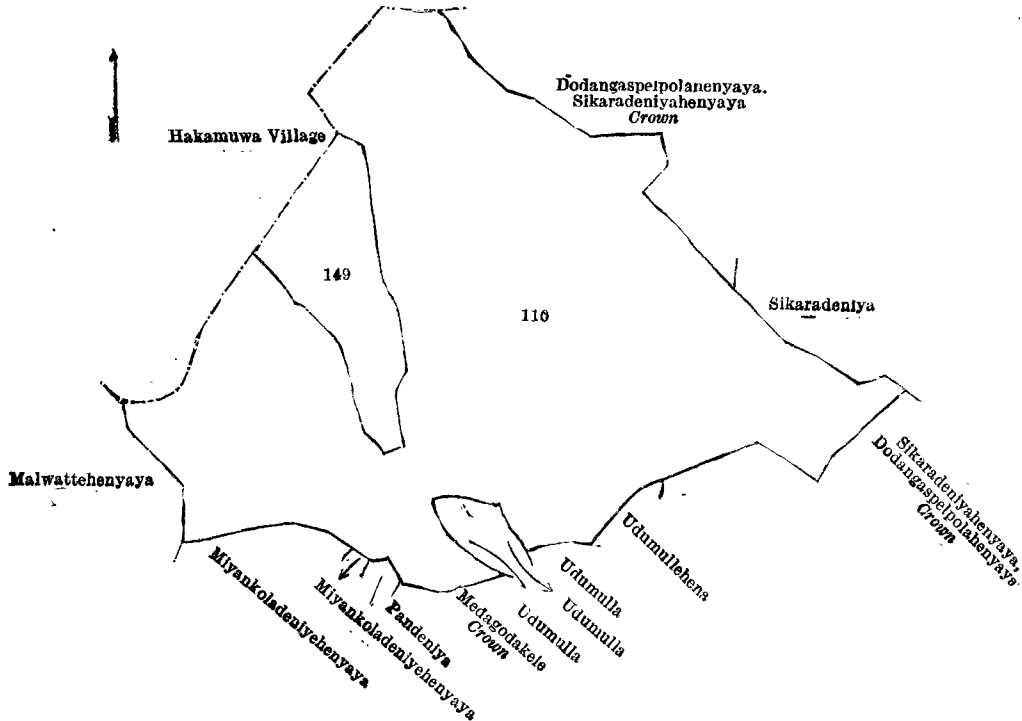 Dodangaspelpolahenyaya.
Sikaradeniyahenyaya
Crown
Hakamuwa Village
149
110
Sikaradeniya
Malwattehenyaya
Sikaradeniyahenyaya,
Dodangaspelpolahenyaya
Crown
Udumullehena
Udumulla
Udumulla
Udumulla
Medagodakele
Crown
Pandeniya
Miyankoladeniyehenyaya
Miyankoladeniyehenyaya